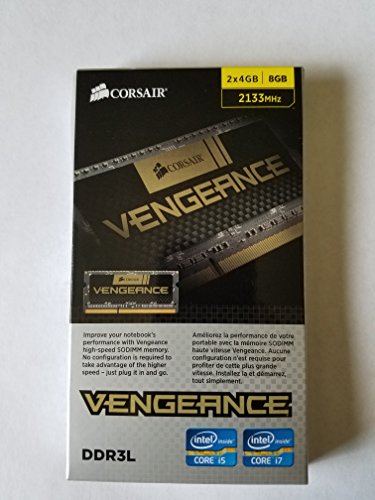 CORSAIR
2x4GB 8GB
2133MHz
CORSAIR
VENGEANCE
CORSAIR
VENGEANCE
Improve your notebook's
performance with Vengeance
high-speed SODIMM memory.
No configuration is required to
take advantage of the higher
speed – just plug it in and go.
Améliorez la performance de votre
portable avec la mémoire SODIMM
haute vitesse Vengeance. Aucune
configuration n'est requise pour
profiter de cette plus grande
vitesse. Installez la et démarrez,
tout simplement.
VENGEANCE
DDR3L
intel inside™
CORE i5
intel inside™
CORE i7